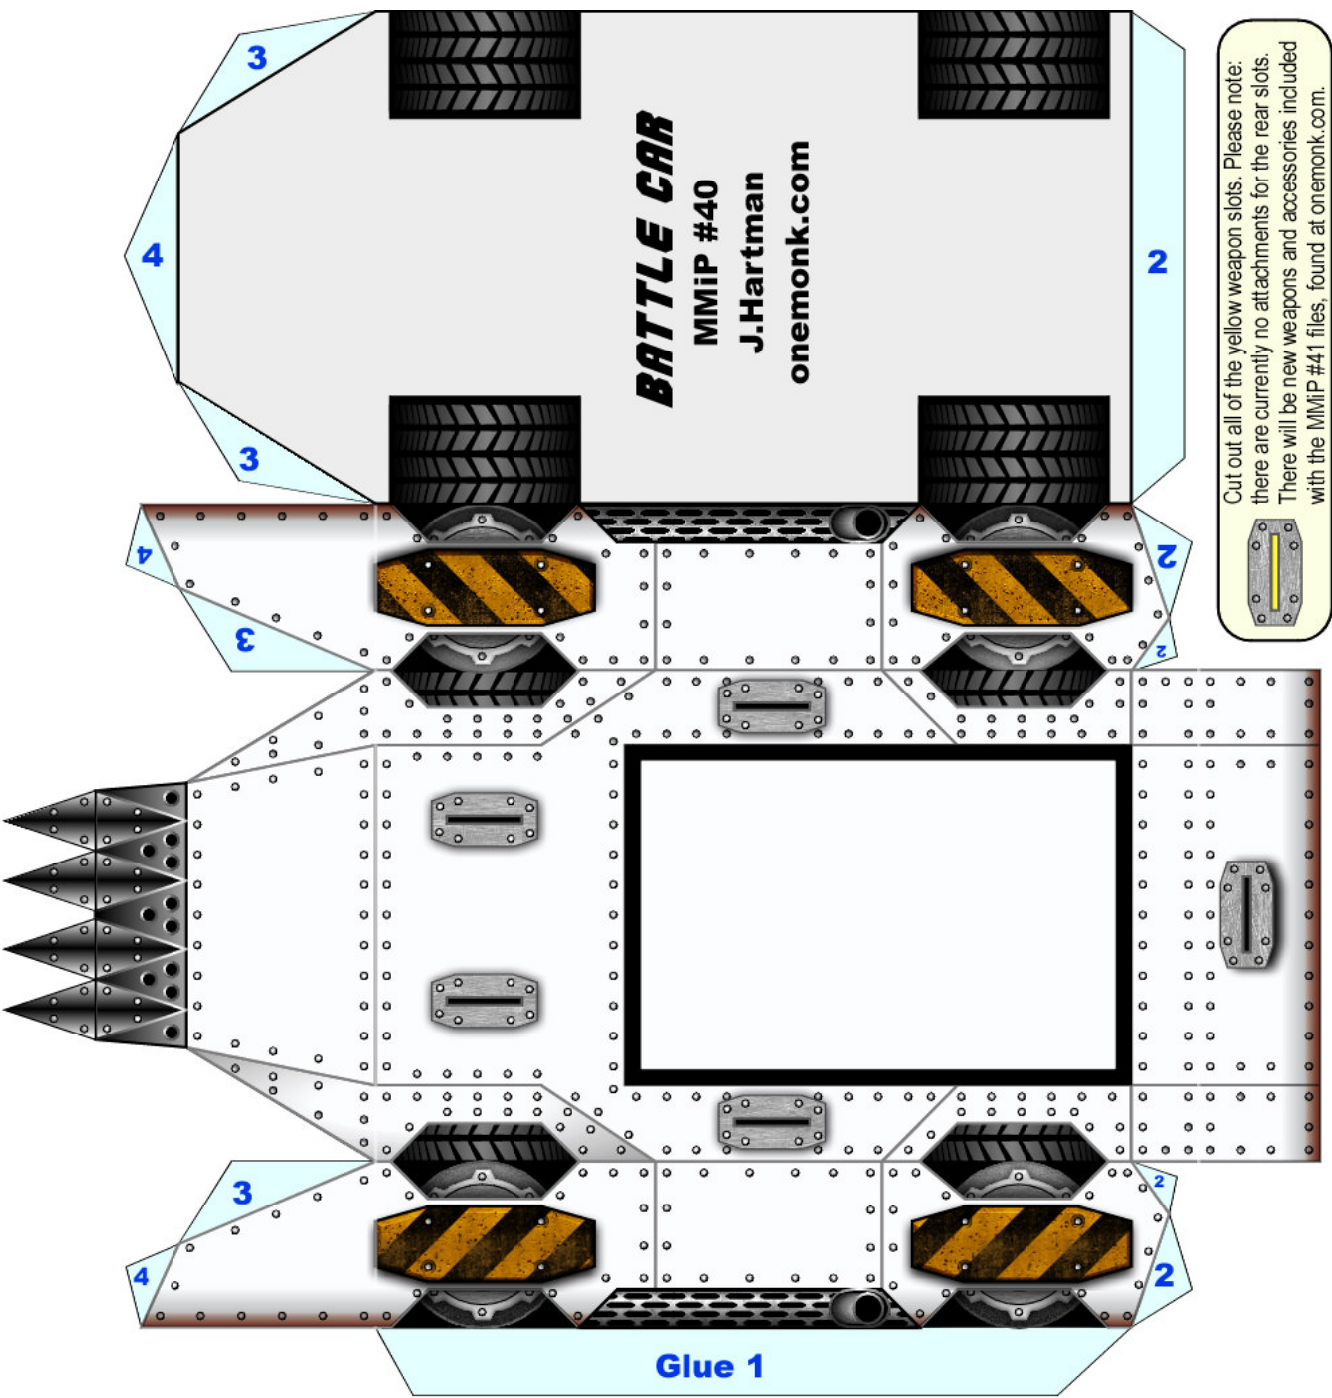 3
4
3
BATTLE CAR
MMiP #40
J.Hartman
onemonk.com
2
Cut out all of the yellow weapon slots. Please note:
there are currently no attachments for the rear slots.
There will be new weapons and accessories included
with the MMiP #41 files, found at onemonk.com.
4
3
2
2
3
4
2
2
Glue 1